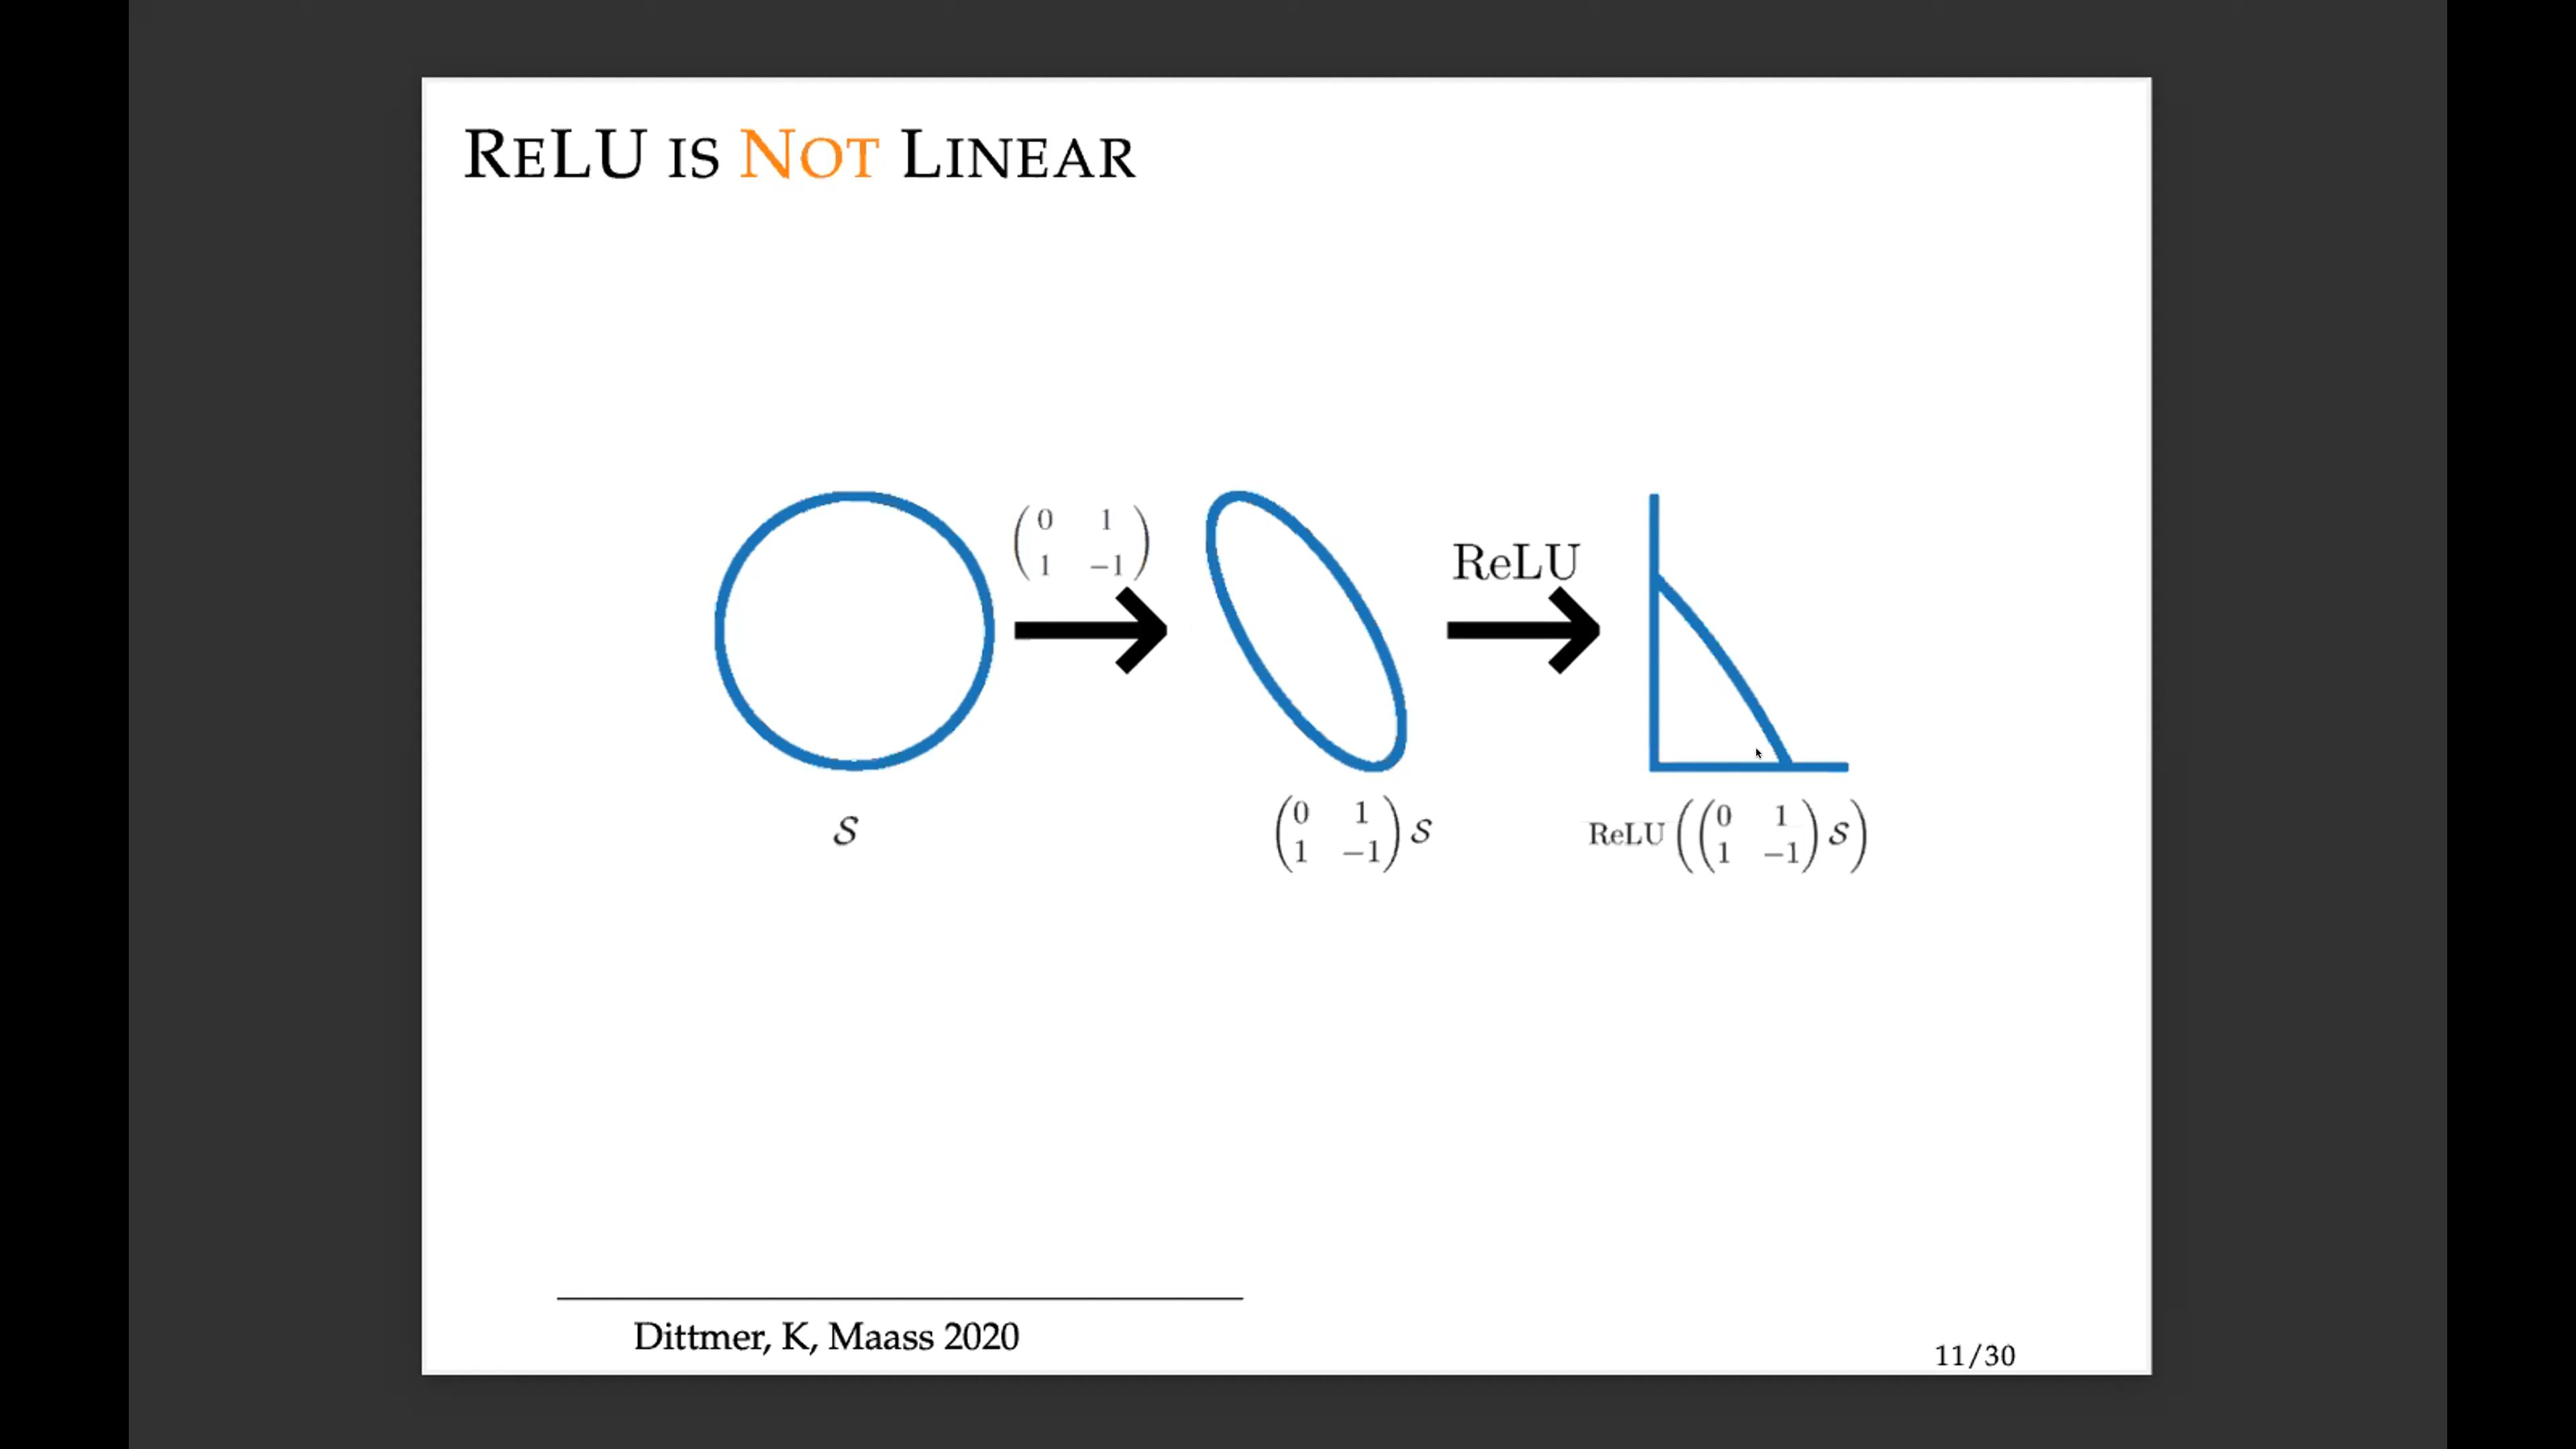 ReLU is Not Linear
( 0 1
1 −1 )
ReLU
S
( 0 1
1 −1 ) S
ReLU ( ( 0 1
1 −1 ) S )
Dittmer, K, Maass 2020
11/30